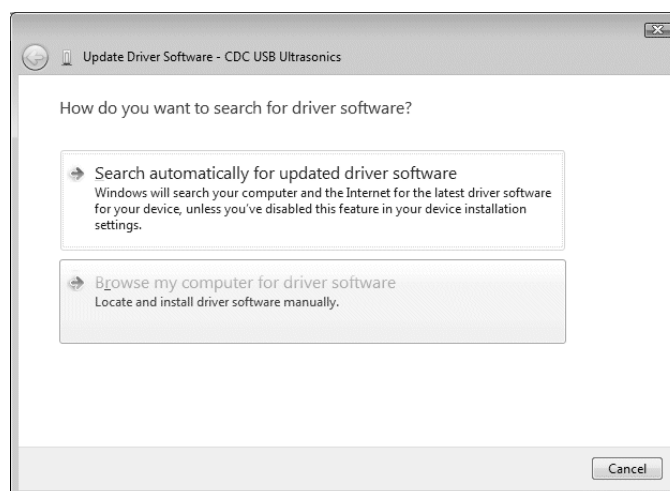 Update Driver Software - CDC USB Ultrasonics
How do you want to search for driver software?
Search automatically for updated driver software
Windows will search your computer and the Internet for the latest driver software
for your device, unless you've disabled this feature in your device installation
settings.
Browse my computer for driver software
Locate and install driver software manually.
Cancel